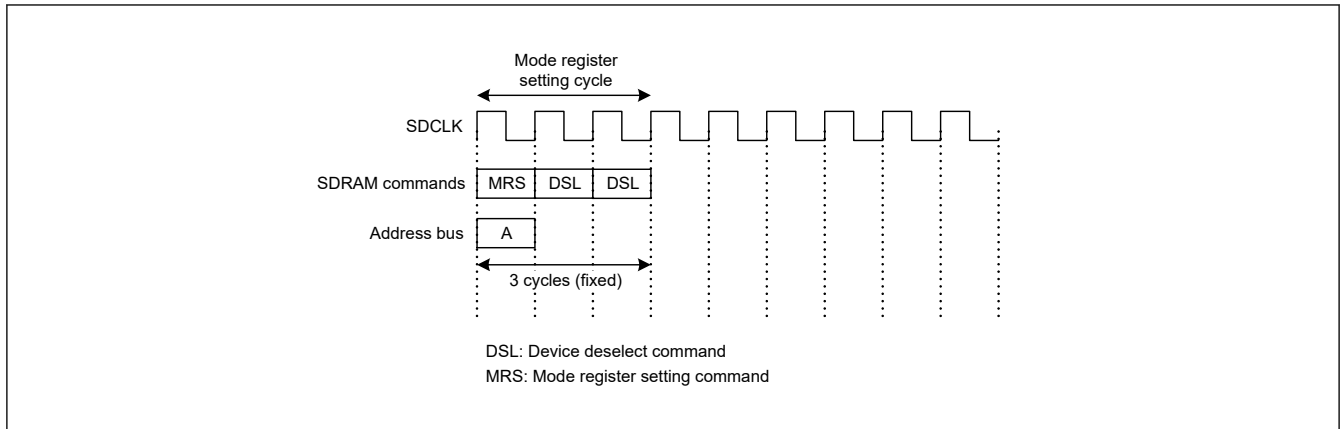 Mode register
setting cycle
SDCLK
SDRAM commands MRS DSL DSL
Address bus A
3 cycles (fixed)
DSL: Device deselect command
MRS: Mode register setting command